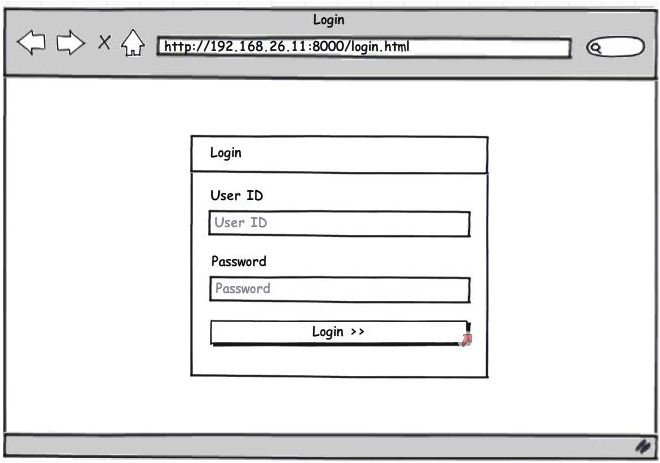 Login
http://192.168.26.11:8000/login.html
Login
User ID
User ID
Password
Password
Login >>